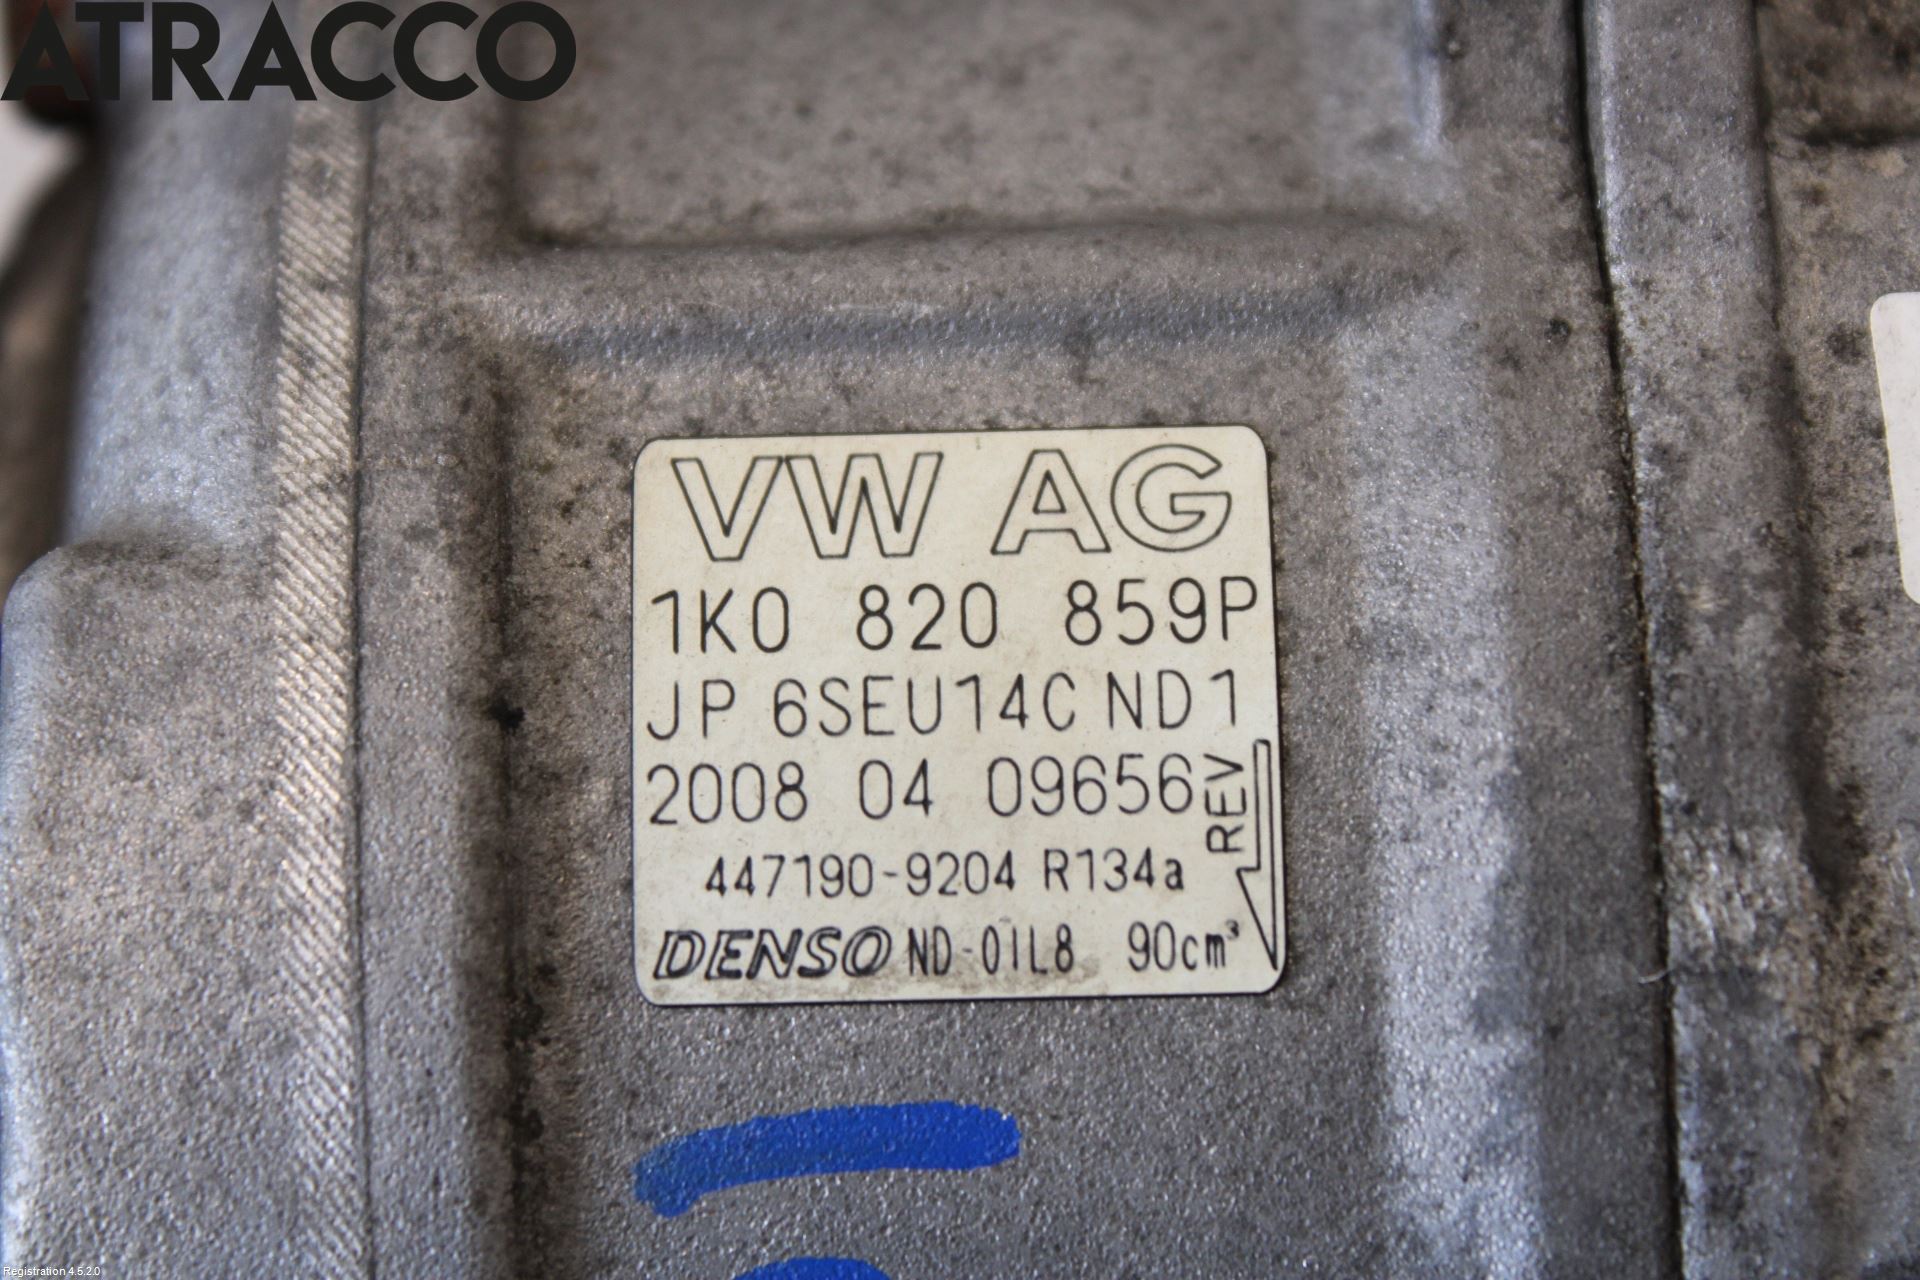 ATRACCO
VW AG
1K0 820 859P
JP 6SEU14C ND1
2008 04 09656
REV
447190-9204 R134a
DENSO ND-OIL8 90cm³
Registration 4.5.2.0